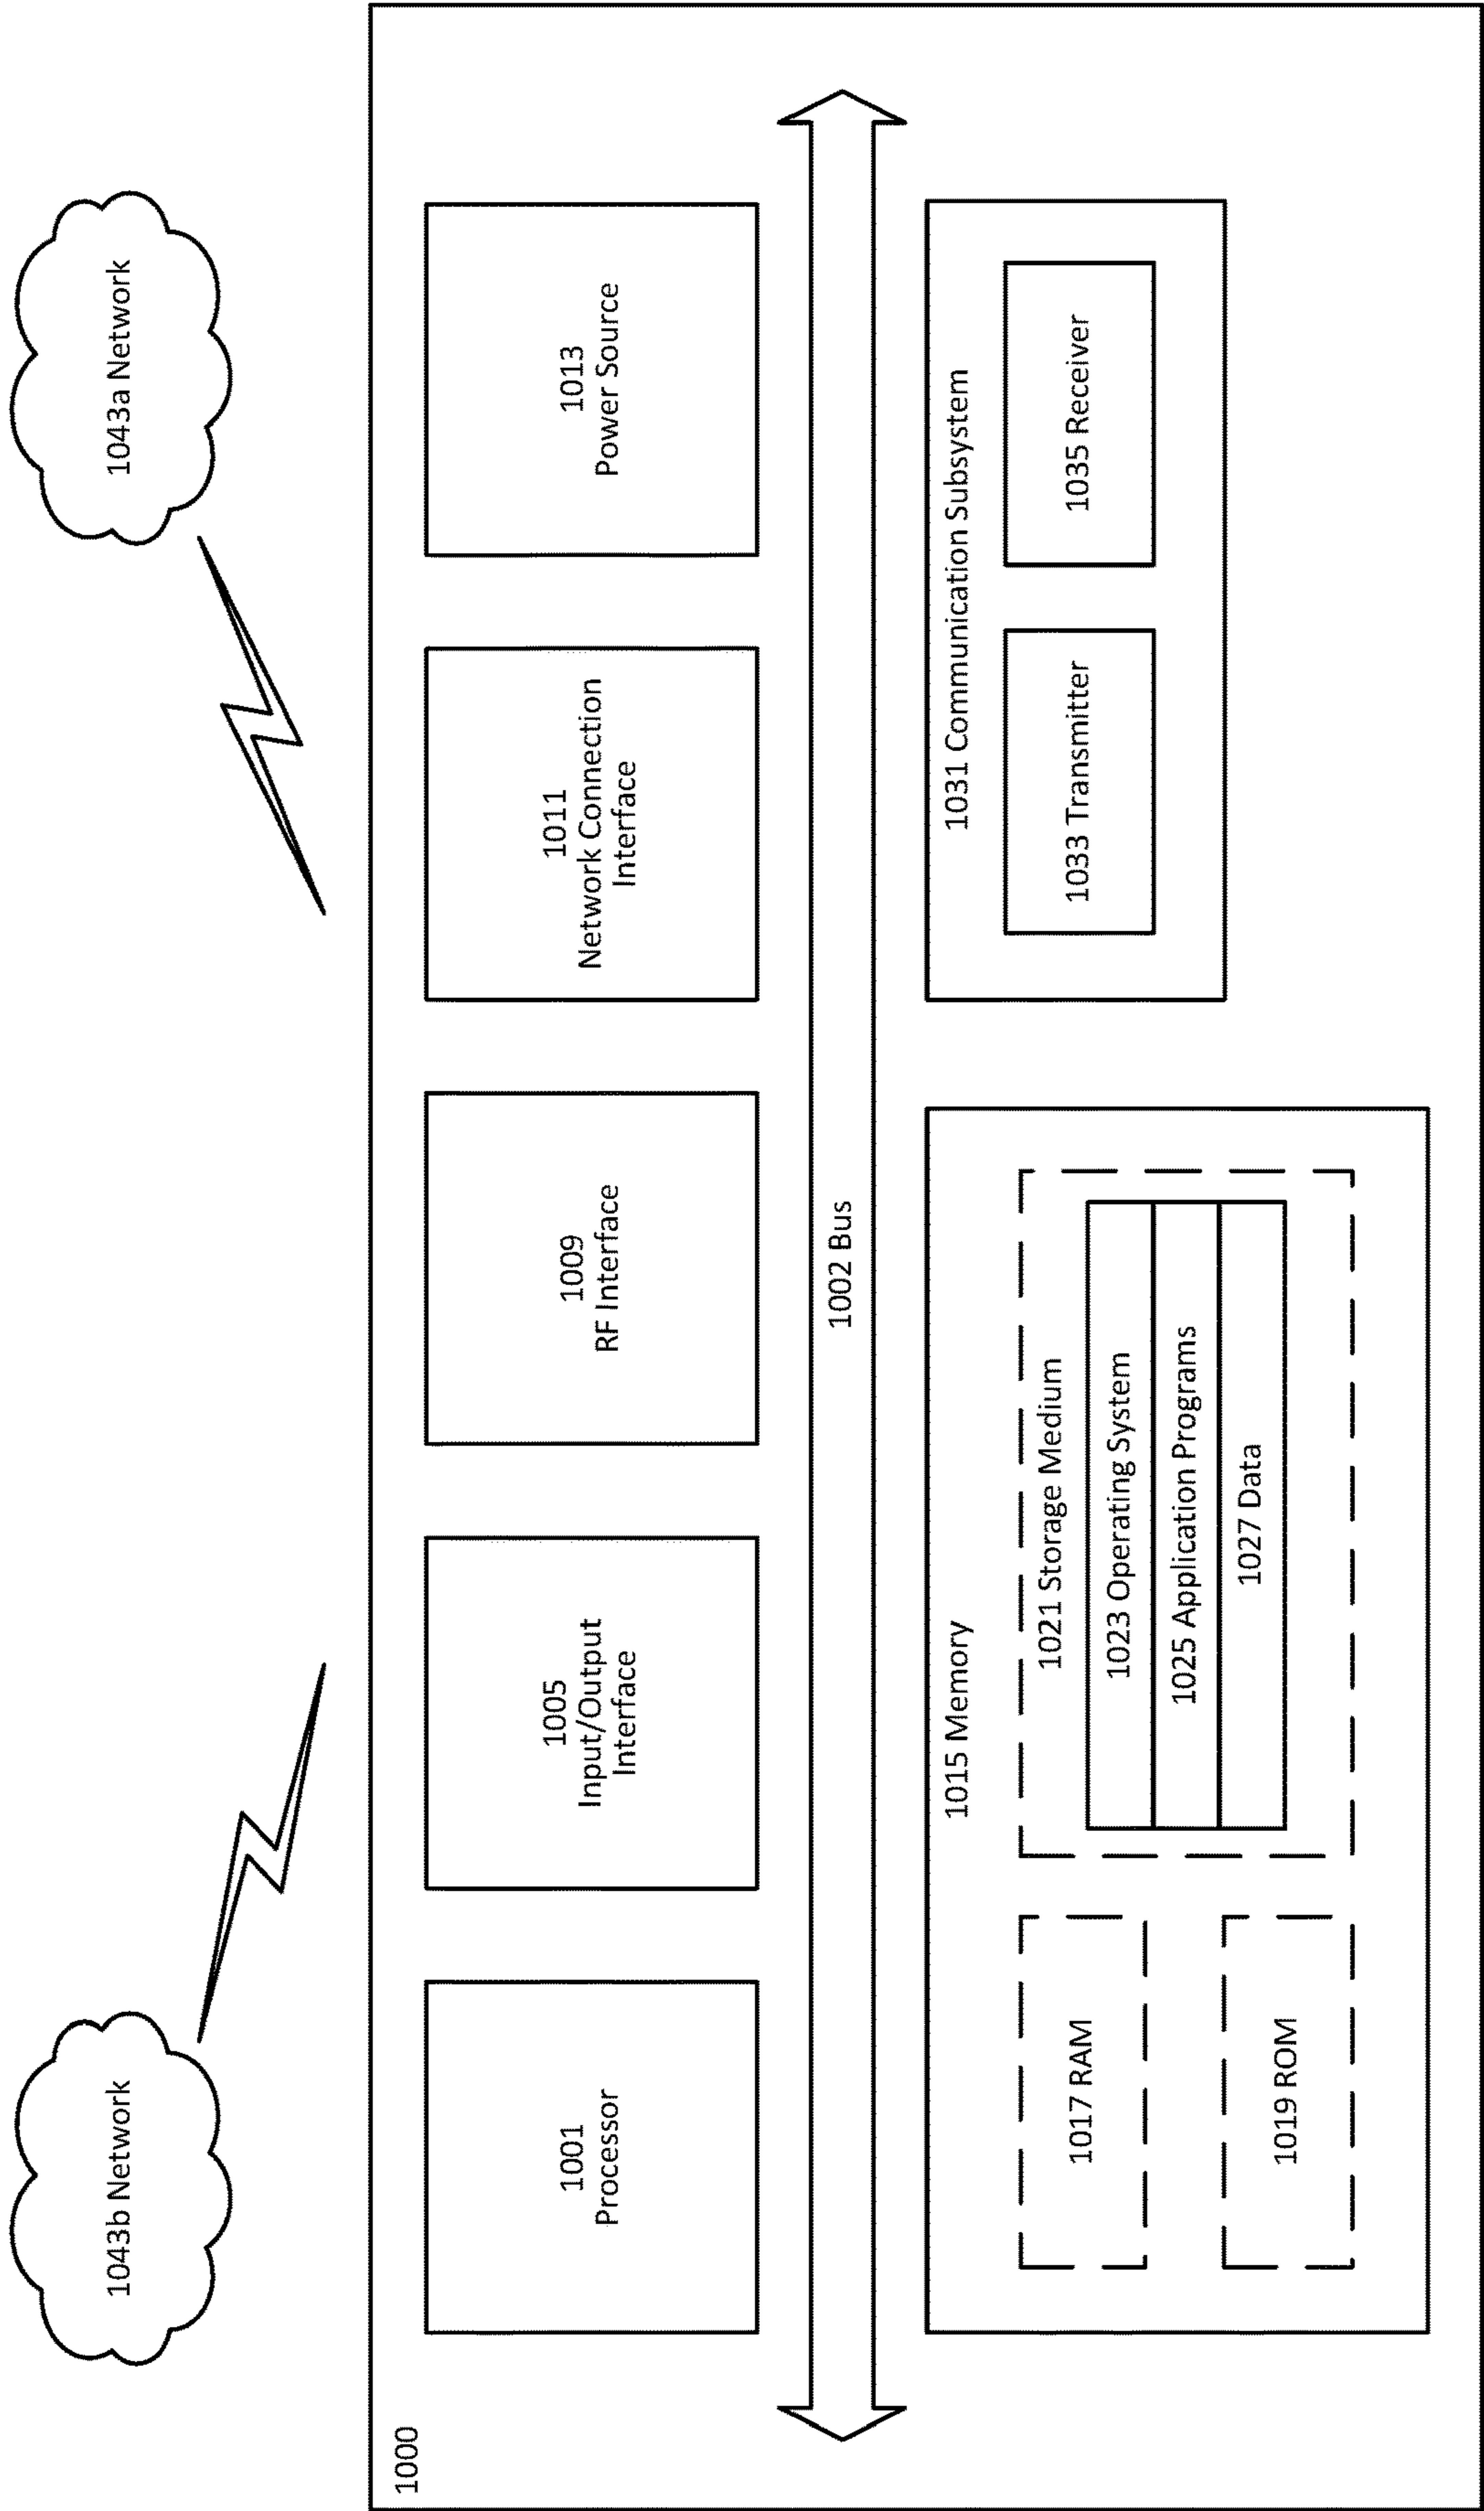 1043b Network
1043a Network
1000
1001
Processor
1005
Input/Output
Interface
1009
RF Interface
1011
Network Connection
Interface
1013
Power Source
1002 Bus
1015 Memory
1017 RAM
1019 ROM
1021 Storage Medium
1023 Operating System
1025 Application Programs
1027 Data
1031 Communication Subsystem
1033 Transmitter
1035 Receiver